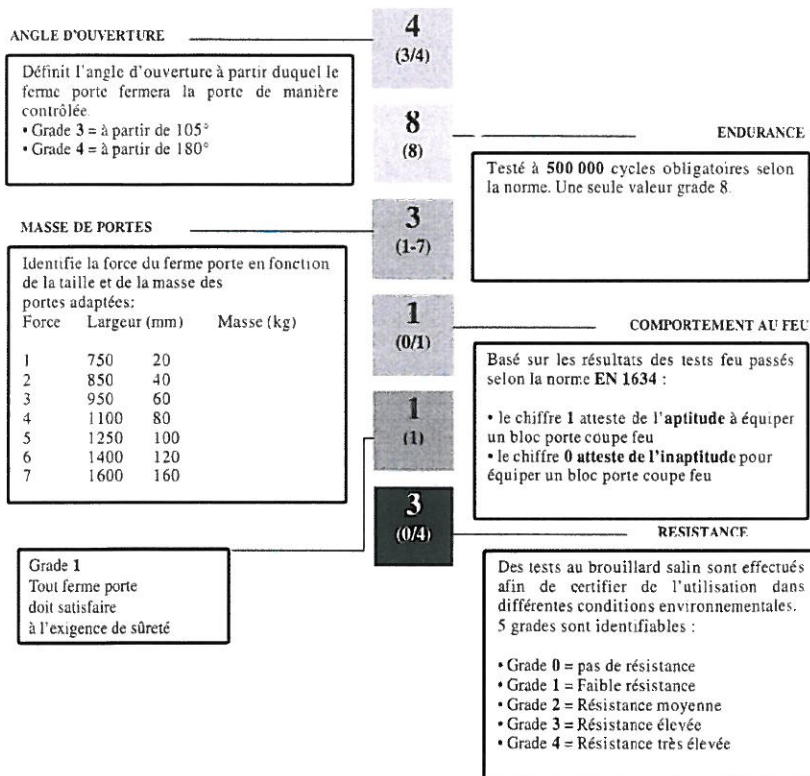 ANGLE D'OUVERTURE
Définit l'angle d'ouverture à partir duquel le
ferme porte fermera la porte de manière
contrôlée.
• Grade 3 = à partir de 105°
• Grade 4 = à partir de 180°
4
(3/4)
8
(8)
ENDURANCE
Testé à 500 000 cycles obligatoires selon
la norme. Une seule valeur grade 8.
MASSE DE PORTES
Identifie la force du ferme porte en fonction
de la taille et de la masse des
portes adaptées:
Force Largeur (mm) Masse (kg)
1 750 20
2 850 40
3 950 60
4 1100 80
5 1250 100
6 1400 120
7 1600 160
3
(1-7)
1
(0/1)
COMPORTEMENT AU FEU
Basé sur les résultats des tests feu passés
selon la norme EN 1634 :
• le chiffre 1 atteste de l'aptitude à équiper
un bloc porte coupe feu
• le chiffre 0 atteste de l'inaptitude pour
équiper un bloc porte coupe feu
1
(1)
Grade 1
Tout ferme porte
doit satisfaire
à l'exigence de sûreté
3
(0/4)
RESISTANCE
Des tests au brouillard salin sont effectués
afin de certifier de l'utilisation dans
différentes conditions environnementales.
5 grades sont identifiables :
• Grade 0 = pas de résistance
• Grade 1 = Faible résistance
• Grade 2 = Résistance moyenne
• Grade 3 = Résistance élevée
• Grade 4 = Résistance très élevée